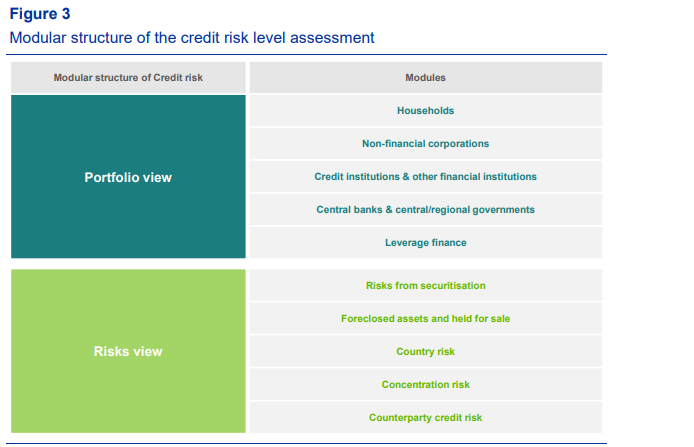 Figure 3
Modular structure of the credit risk level assessment
Modular structure of Credit risk
Modules
Portfolio view
Households
Non-financial corporations
Credit institutions & other financial institutions
Central banks & central/regional governments
Leverage finance
Risks view
Risks from securitisation
Foreclosed assets and held for sale
Country risk
Concentration risk
Counterparty credit risk